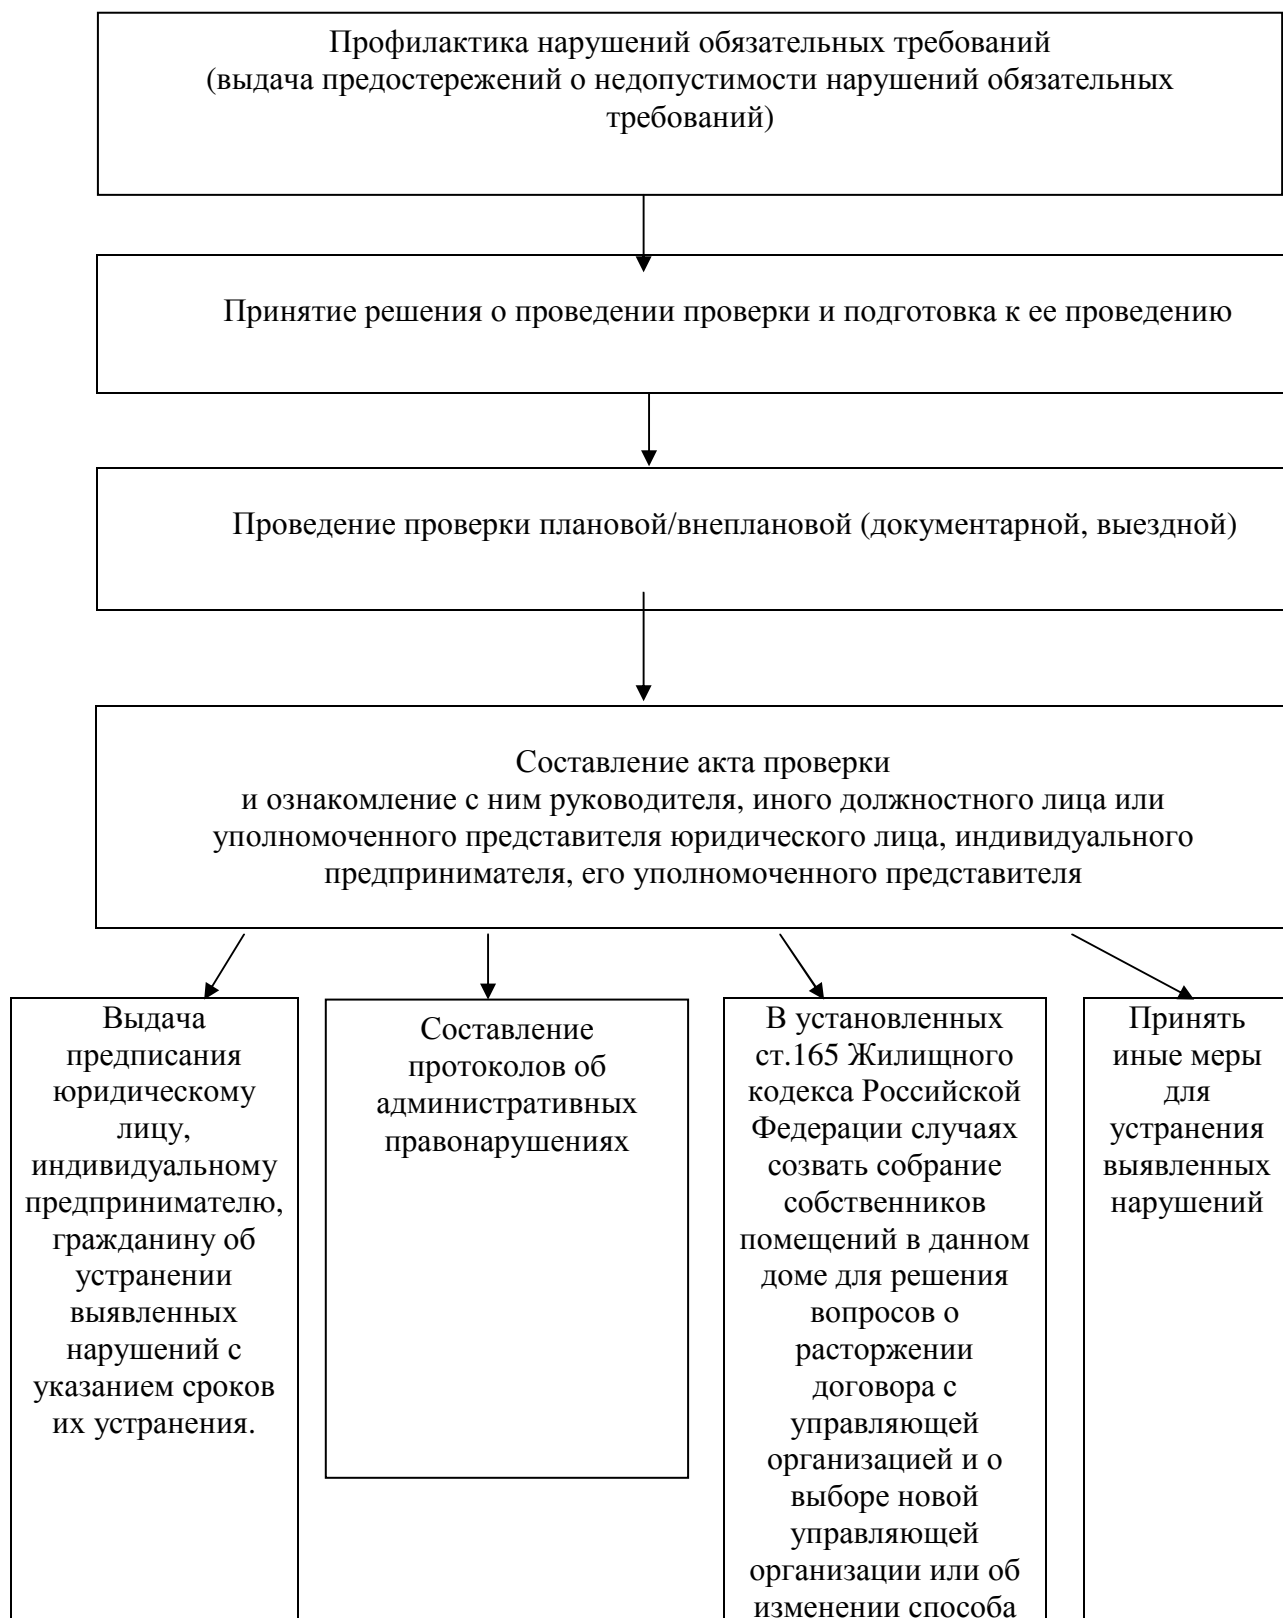 Профилактика нарушений обязательных требований
(выдача предостережений о недопустимости нарушений обязательных
требований)
Принятие решения о проведении проверки и подготовка к ее проведению
Проведение проверки плановой/внеплановой (документарной, выездной)
Составление акта проверки
и ознакомление с ним руководителя, иного должностного лица или
уполномоченного представителя юридического лица, индивидуального
предпринимателя, его уполномоченного представителя
Выдача
предписания
юридическому
лицу,
индивидуальному
предпринимателю,
гражданину об
устранении
выявленных
нарушений с
указанием сроков
их устранения.
Составление
протоколов об
административных
правонарушениях
В установленных
ст.165 Жилищного
кодекса Российской
Федерации случаях
созвать собрание
собственников
помещений в данном
доме для решения
вопросов о
расторжении
договора с
управляющей
организацией и о
выборе новой
управляющей
организации или об
изменении способа
Принять
иные меры
для
устранения
выявленных
нарушений